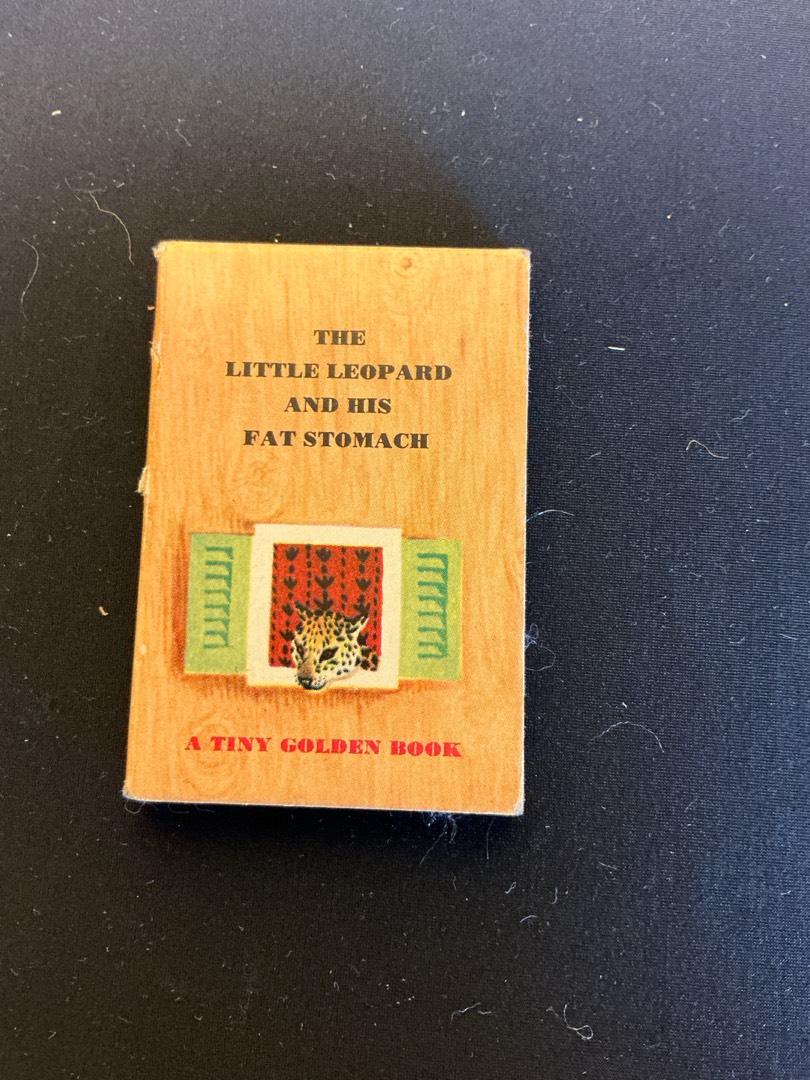 THE
LITTLE LEOPARD
AND HIS
FAT STOMACH
A TINY GOLDEN BOOK